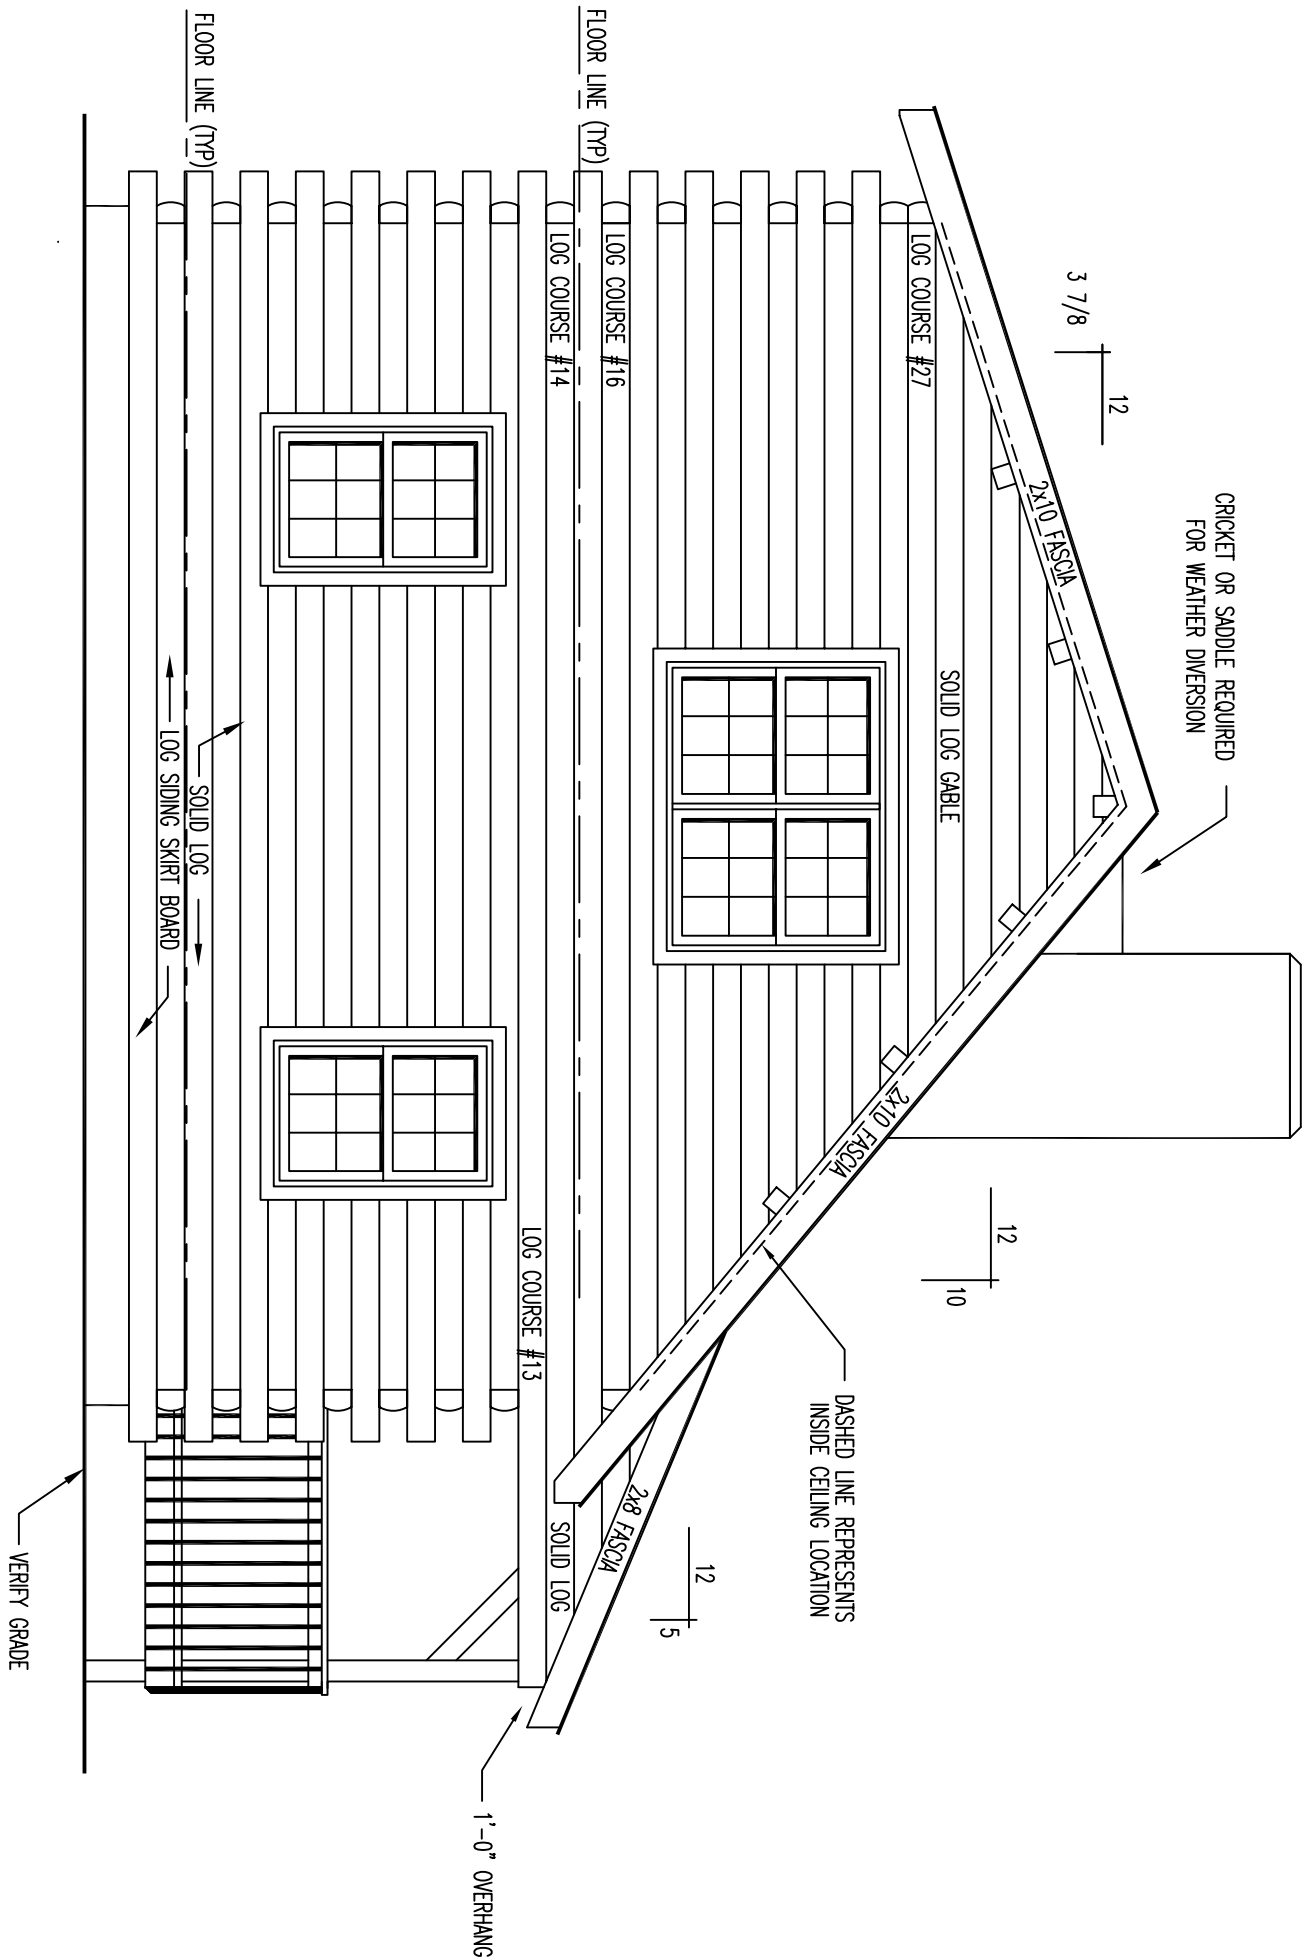 CRICKET OR SADDLE REQUIRED
FOR WEATHER DIVERSION
12
3 7/8
2x10 FASCIA
12
10
SOLID LOG GABLE
LOG COURSE #27
2x10 FASCIA
DASHED LINE REPRESENTS
INSIDE CEILING LOCATION
12
5
LOG COURSE #16
FLOOR LINE (TYP)
2x8 FASCIA
LOG COURSE #14
SOLID LOG
LOG COURSE #13
1'-0" OVERHANG
FLOOR LINE (TYP)
SOLID LOG
LOG SIDING SKIRT BOARD
VERIFY GRADE